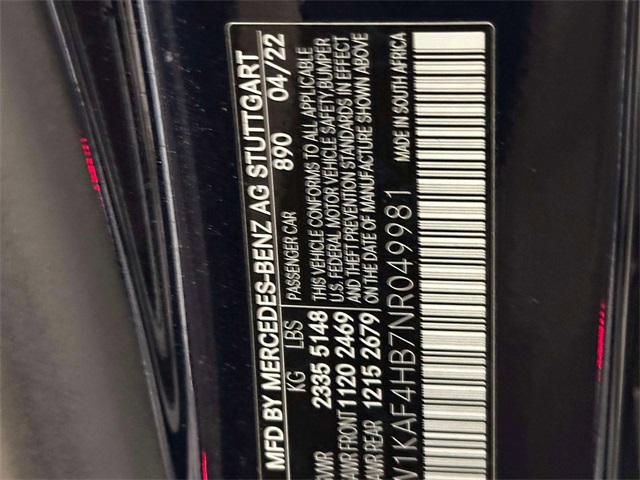 MFD BY MERCEDES-BENZ AG STUTTGART
890 04/22
KG LBS PASSENGER CAR
GVWR 2335 5148 THIS VEHICLE CONFORMS TO ALL APPLICABLE
GAWR FRONT 1120 2469 U.S. FEDERAL MOTOR VEHICLE SAFETY, BUMPER
GAWR REAR 1215 2679 AND THEFT PREVENTION STANDARDS IN EFFECT
ON THE DATE OF MANUFACTURE SHOWN ABOVE
V1KAF4HB7NR049981 MADE IN SOUTH AFRICA